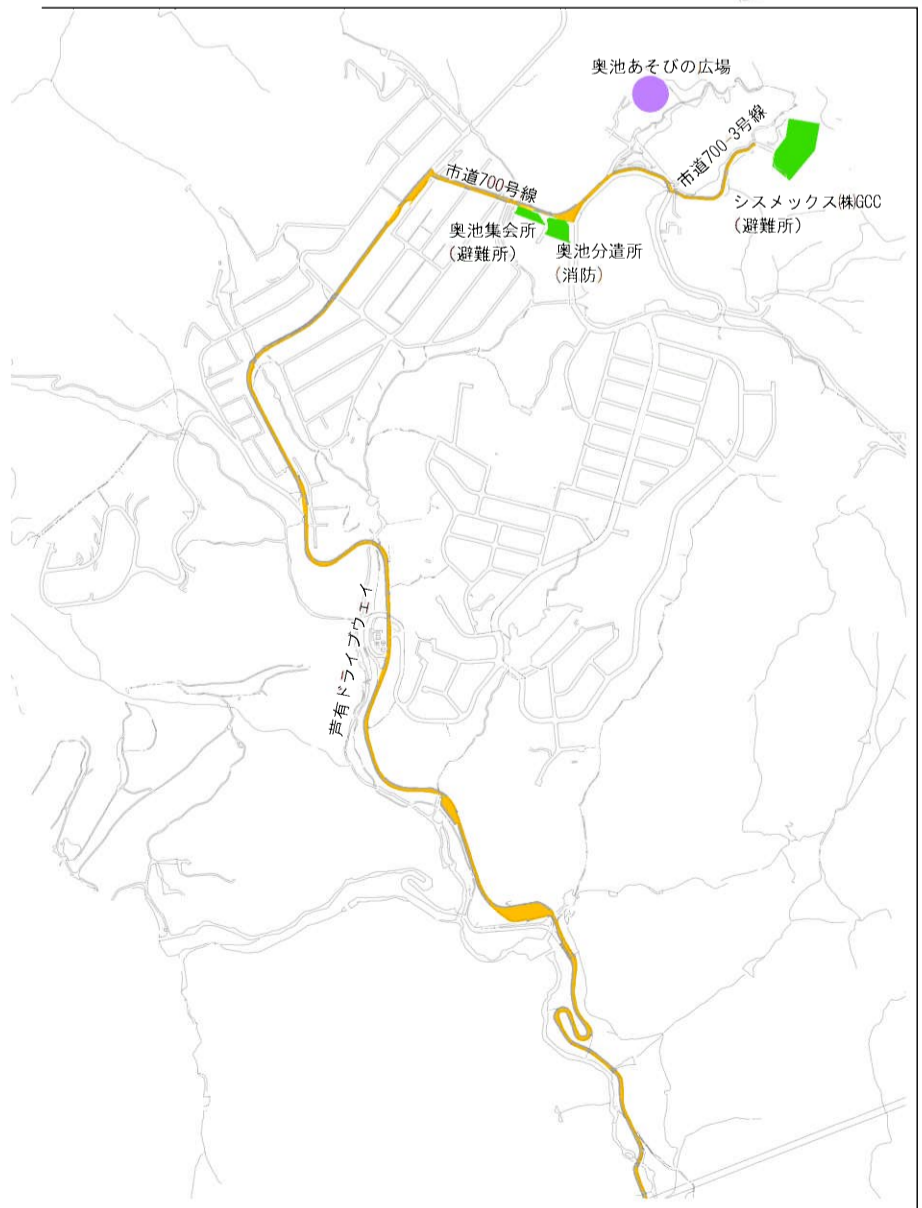 奥池あそびの広場
市道700-3号線
市道700号線
シスメックス㈱GCC
(避難所)
奥池集会所
(避難所)
奥池分遣所
(消防)
芦有ドライブウェイ